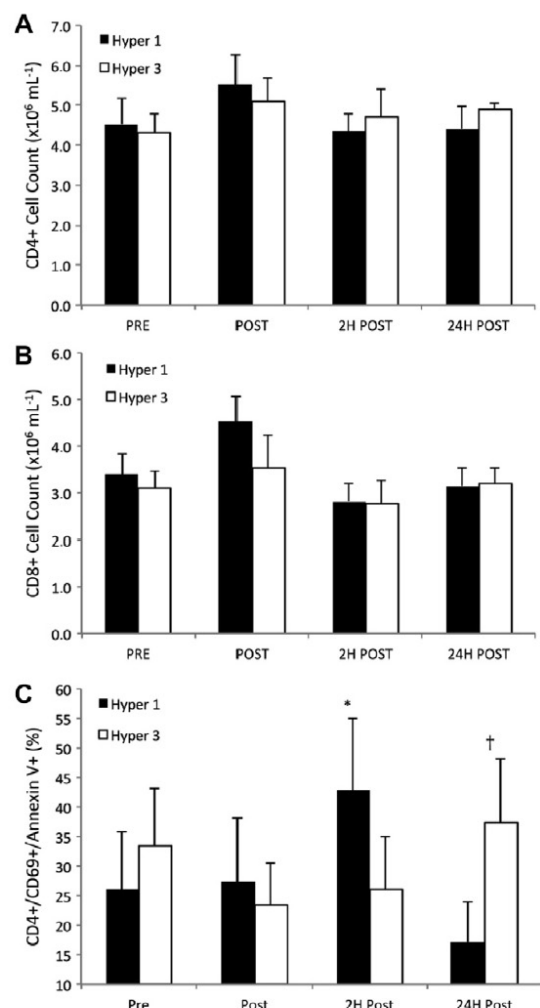 A
Hyper 1
Hyper 3
CD4+ Cell Count (x10⁶ mL⁻¹)
7.0
6.0
5.0
4.0
3.0
2.0
1.0
0.0
PRE POST 2H POST 24H POST
B
Hyper 1
Hyper 3
CD8+ Cell Count (x10⁶ mL⁻¹)
6.0
5.0
4.0
3.0
2.0
1.0
0.0
PRE POST 2H POST 24H POST
C
Hyper 1
Hyper 3
CD4+/CD69+/Annexin V+ (%)
60
55
50
45
40
35
30
25
20
15
10
*
†
Pre Post 2H Post 24H Post